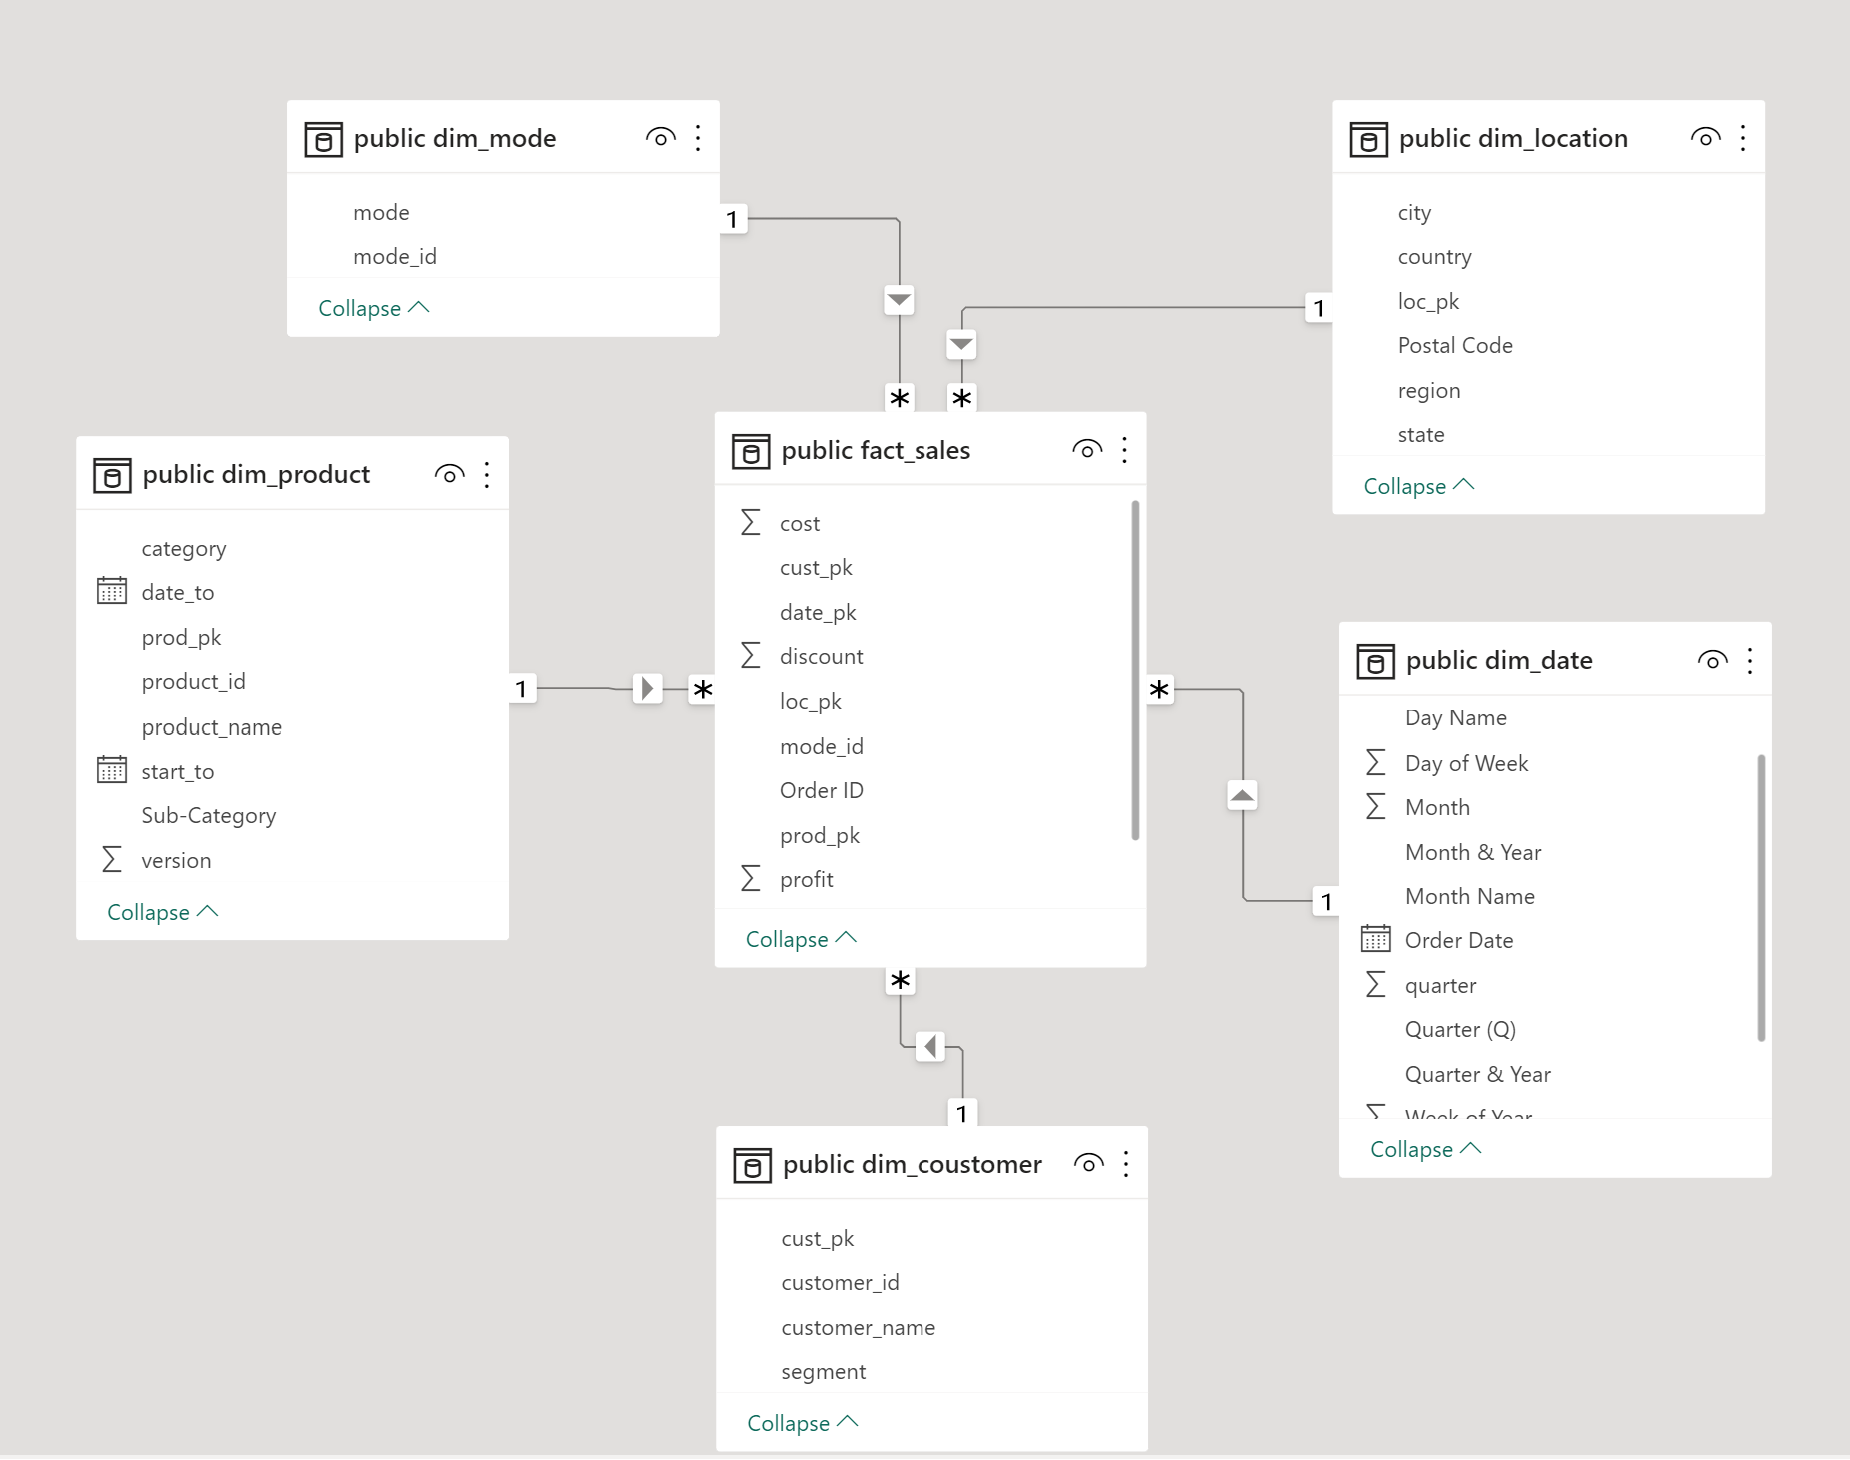 public dim_mode
mode
mode_id
Collapse
1
public dim_location
city
country
loc_pk
Postal Code
region
state
Collapse
1
*
*
public dim_product
category
date_to
prod_pk
product_id
product_name
start_to
Sub-Category
Σ version
Collapse
1
*
public fact_sales
Σ cost
cust_pk
date_pk
Σ discount
loc_pk
mode_id
Order ID
prod_pk
Σ profit
Collapse
*
1
public dim_date
Day Name
Σ Day of Week
Σ Month
Month & Year
Month Name
Order Date
Σ quarter
Quarter (Q)
Quarter & Year
Σ Week of Year
Collapse
*
1
public dim_coustomer
cust_pk
customer_id
customer_name
segment
Collapse